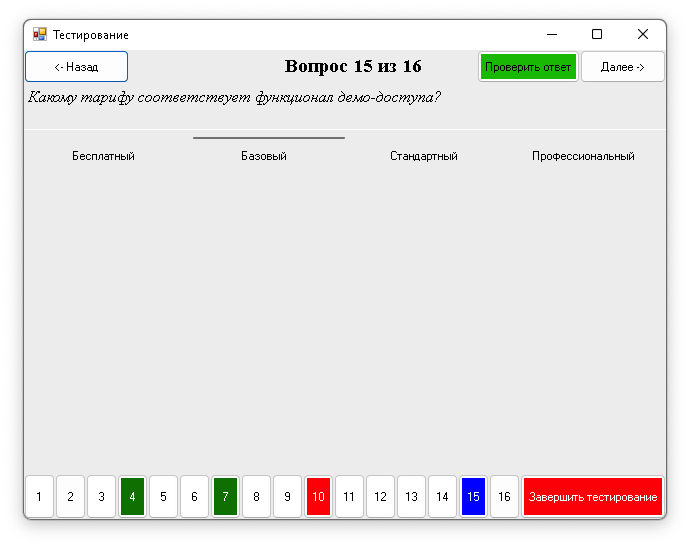 Тестирование
<- Назад
Вопрос 15 из 16
Проверить ответ
Далее ->
Какому тарифу соответствует функционал демо-доступа?
Бесплатный
Базовый
Стандартный
Профессиональный
1 2 3 4 5 6 7 8 9 10 11 12 13 14 15 16 Завершить тестирование